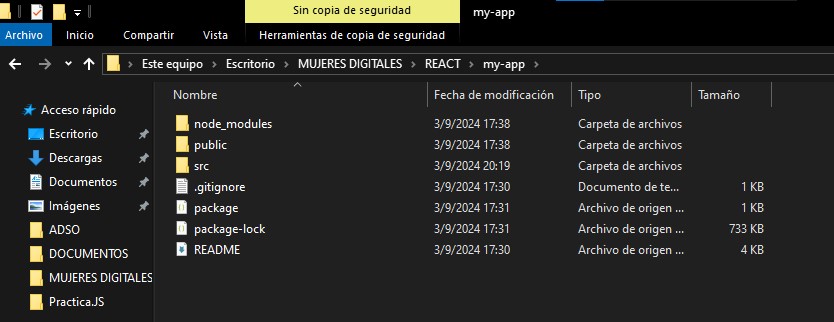 Sin copia de seguridad my-app
Archivo Inicio Compartir Vista Herramientas de copia de seguridad
Este equipo > Escritorio > MUJERES DIGITALES > REACT > my-app >
Nombre Fecha de modificación Tipo Tamaño
Acceso rápido
Escritorio
Descargas
Documentos
Imágenes
ADSO
DOCUMENTOS
MUJERES DIGITALES
Practica.JS
node_modules 3/9/2024 17:38 Carpeta de archivos
public 3/9/2024 17:38 Carpeta de archivos
src 3/9/2024 20:19 Carpeta de archivos
.gitignore 3/9/2024 17:30 Documento de te... 1 KB
package 3/9/2024 17:31 Archivo de origen ... 1 KB
package-lock 3/9/2024 17:31 Archivo de origen ... 733 KB
README 3/9/2024 17:30 Archivo de origen ... 4 KB